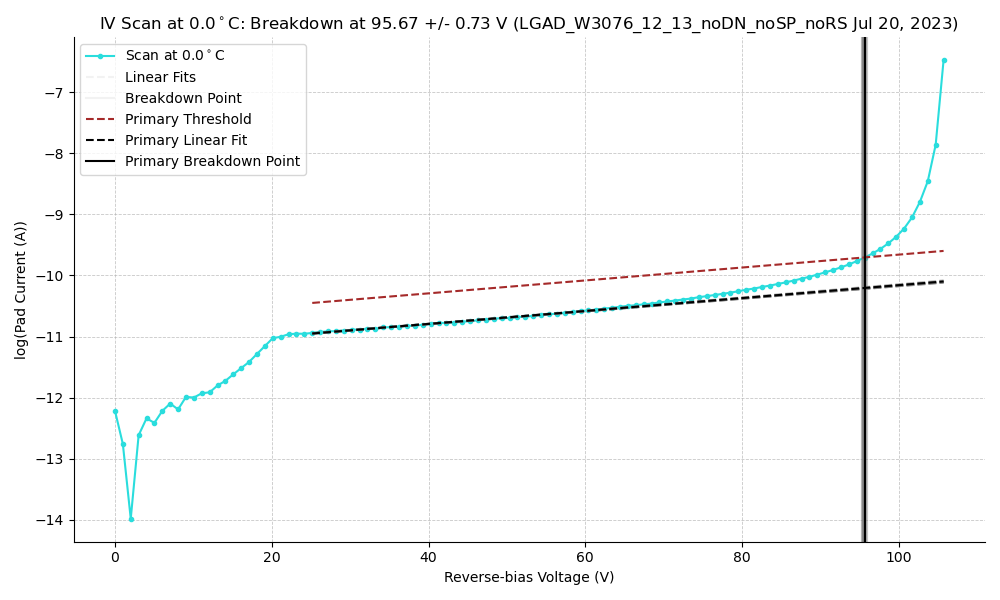 IV Scan at 0.0°C: Breakdown at 95.67 +/- 0.73 V (LGAD_W3076_12_13_noDN_noSP_noRS Jul 20, 2023)
Scan at 0.0°C
Linear Fits
Breakdown Point
Primary Threshold
Primary Linear Fit
Primary Breakdown Point
log(Pad Current (A))
−7
−8
−9
−10
−11
−12
−13
−14
0 20 40 60 80 100
Reverse-bias Voltage (V)